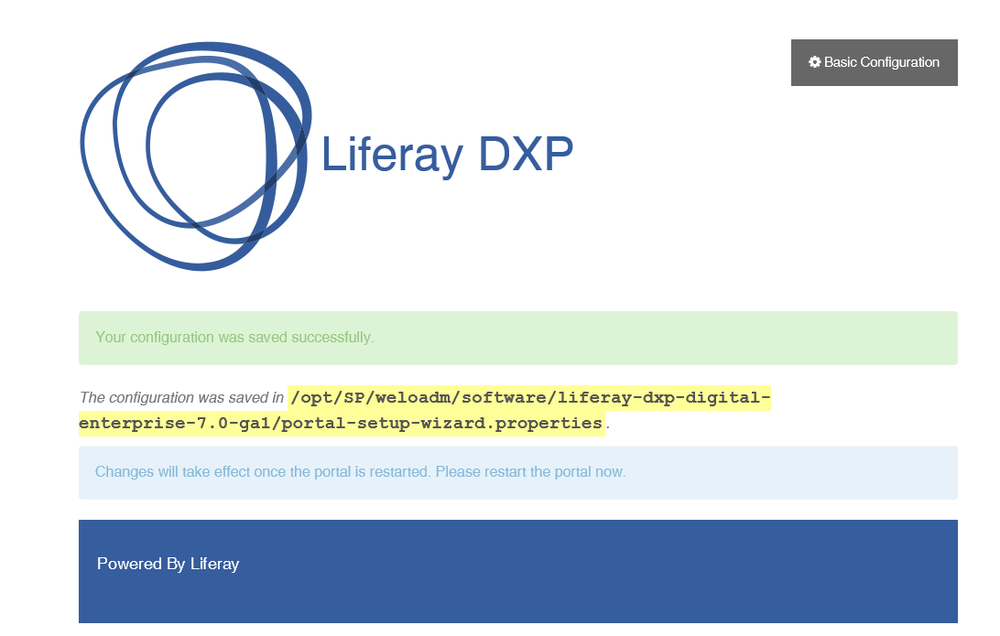 Basic Configuration
Liferay DXP
Your configuration was saved successfully.
The configuration was saved in /opt/SP/weloadm/software/liferay-dxp-digital-
enterprise-7.0-ga1/portal-setup-wizard.properties.
Changes will take effect once the portal is restarted. Please restart the portal now.
Powered By Liferay